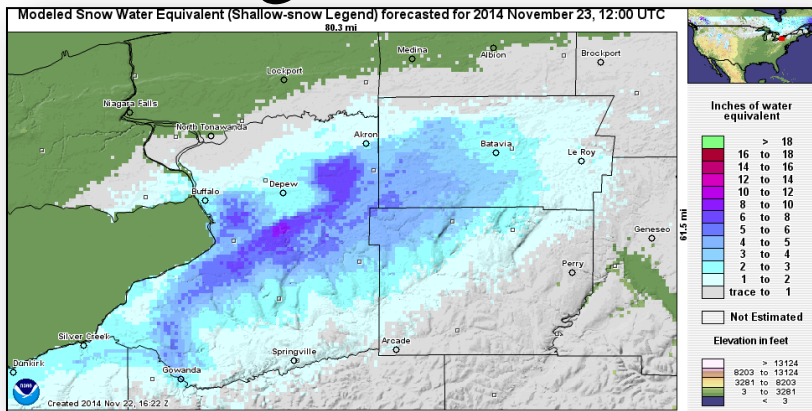 Modeled Snow Water Equivalent (Shallow-snow Legend) forecasted for 2014 November 23, 12:00 UTC
80.3 mi
Medina
Albion
Brockport
Lockport
Niagara Falls
North Tonawanda
Akron
Batavia
Le Roy
Depew
Buffalo
Geneseo
Perry
Silver Creek
Arcade
Springville
Dunkirk
Gowanda
NOAA
Created 2014 Nov 22, 16:22 Z
61.5 mi
Inches of water
equivalent
> 18
16 to 18
14 to 16
12 to 14
10 to 12
8 to 10
6 to 8
5 to 6
4 to 5
3 to 4
2 to 3
1 to 2
trace to 1
Not Estimated
Elevation in feet
> 13124
8203 to 13124
3281 to 8203
3 to 3281
< 3